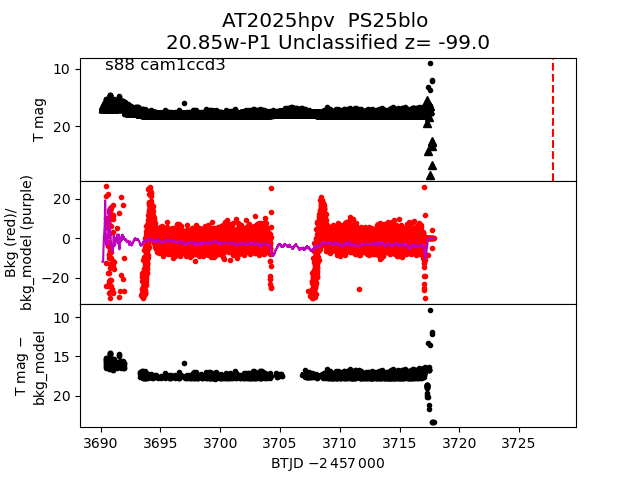 AT2025hpv  PS25blo
20.85w-P1 Unclassified z= -99.0
s88 cam1ccd3
10
20
T mag
20
0
−20
Bkg (red)/
bkg_model (purple)
10
15
20
T mag −
bkg_model
3690 3695 3700 3705 3710 3715 3720 3725
BTJD −2 457 000